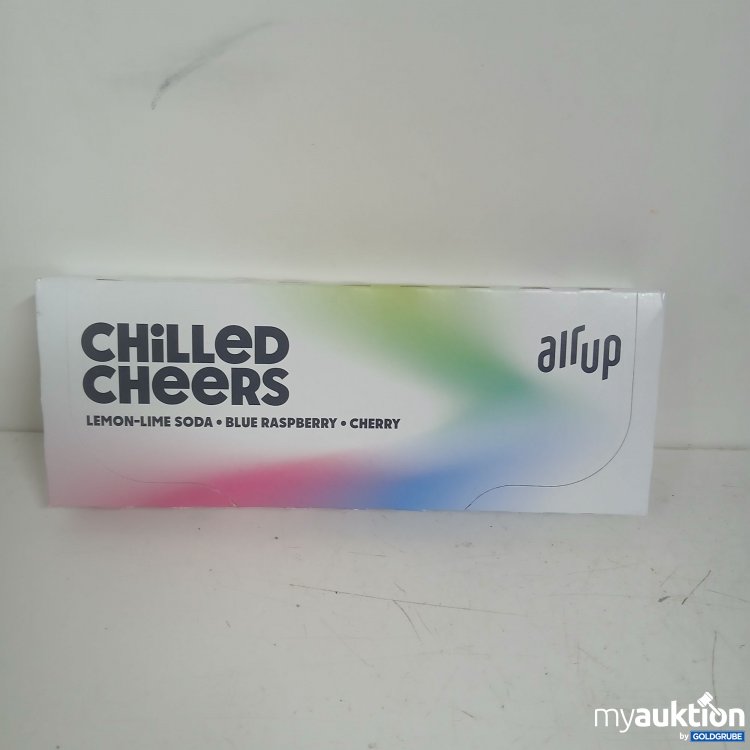 CHiLLeD
CHeeRS
LEMON-LIME SODA • BLUE RASPBERRY • CHERRY
air up
myauktion
by GOLDGRUBE